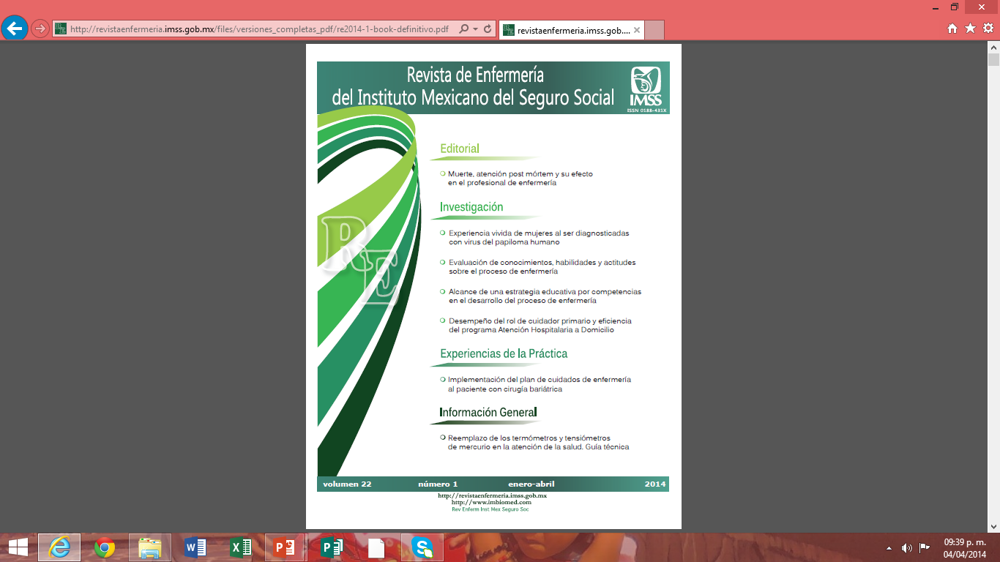 http://revistaenfermeria.imss.gob.mx/files/versiones_completas_pdf/re2014-1-book-definitivo.pdf
revistaenfermeria.imss.gob....
Revista de Enfermería
del Instituto Mexicano del Seguro Social
IMSS
ISSN 0188-431X
Editorial
Muerte, atención post mórtem y su efecto
en el profesional de enfermería
Investigación
Experiencia vivida de mujeres al ser diagnosticadas
con virus del papiloma humano
Evaluación de conocimientos, habilidades y actitudes
sobre el proceso de enfermería
Alcance de una estrategia educativa por competencias
en el desarrollo del proceso de enfermería
Desempeño del rol de cuidador primario y eficiencia
del programa Atención Hospitalaria a Domicilio
RE
Experiencias de la Práctica
Implementación del plan de cuidados de enfermería
al paciente con cirugía bariátrica
Información General
Reemplazo de los termómetros y tensiómetros
de mercurio en la atención de la salud. Guía técnica
volumen 22 número 1 enero-abril 2014
http://revistaenfermeria.imss.gob.mx
http://www.imbiomed.com
Rev Enferm Inst Mex Seguro Soc
09:39 p. m.
04/04/2014